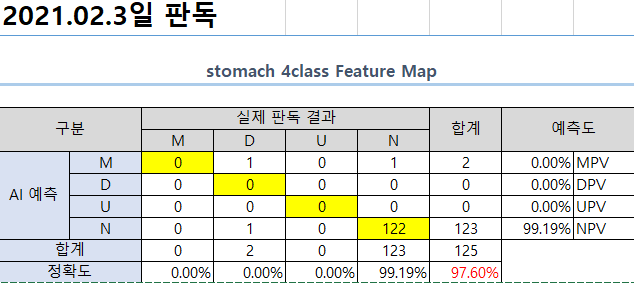 2021.02.3일 판독
stomach 4class Feature Map
구분 실제 판독 결과 합계 예측도
M D U N
AI 예측 M 0 1 0 1 2 0.00% MPV
D 0 0 0 0 0 0.00% DPV
U 0 0 0 0 0 0.00% UPV
N 0 1 0 122 123 99.19% NPV
합계 0 2 0 123 125
정확도 0.00% 0.00% 0.00% 99.19% 97.60%